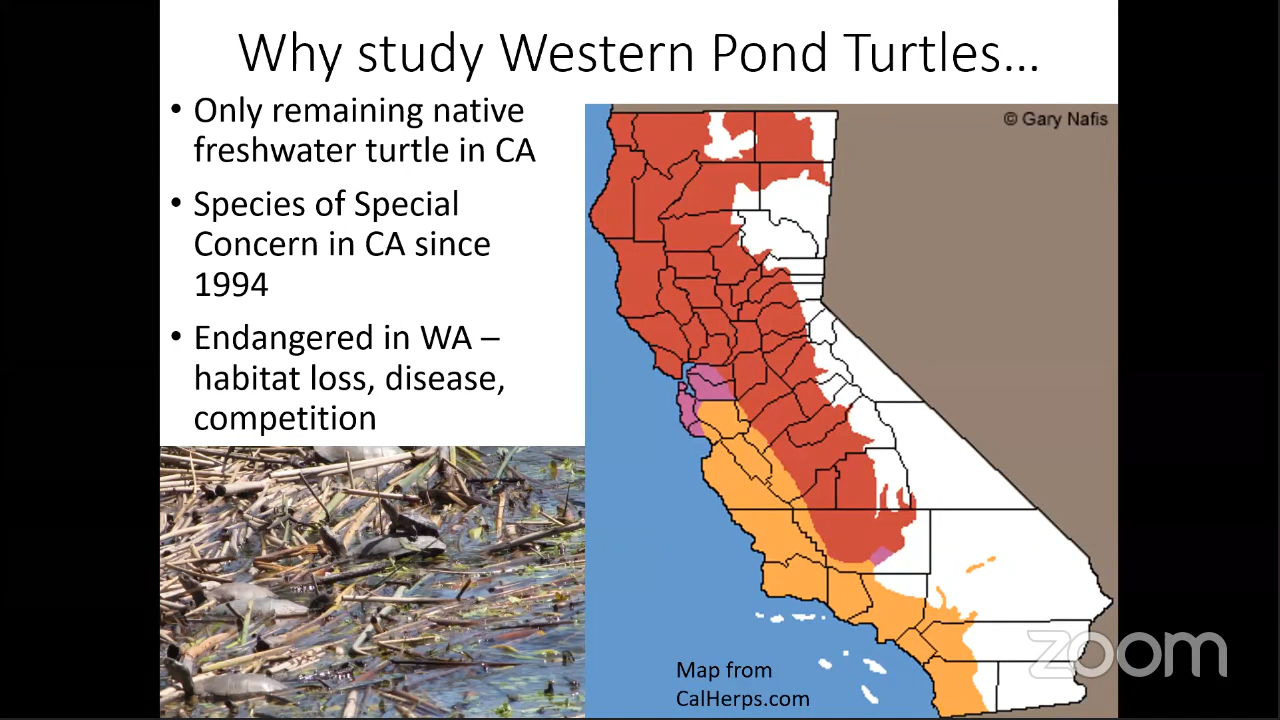 Why study Western Pond Turtles...
• Only remaining native
freshwater turtle in CA
• Species of Special
Concern in CA since
1994
• Endangered in WA –
habitat loss, disease,
competition
© Gary Nafis
Map from
CalHerps.com
zoom